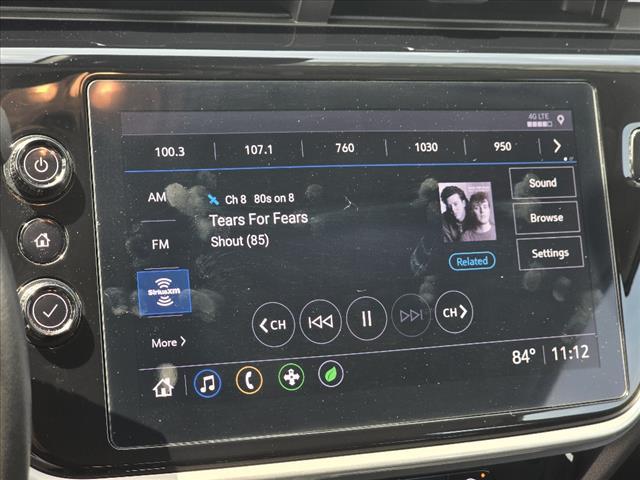 4G LTE
100.3 107.1 760 1030 950
AM
Ch 8 80s on 8
Tears For Fears
Shout (85)
FM
SiriusXM
Related
Sound
Browse
Settings
CH CH
More
84° 11:12